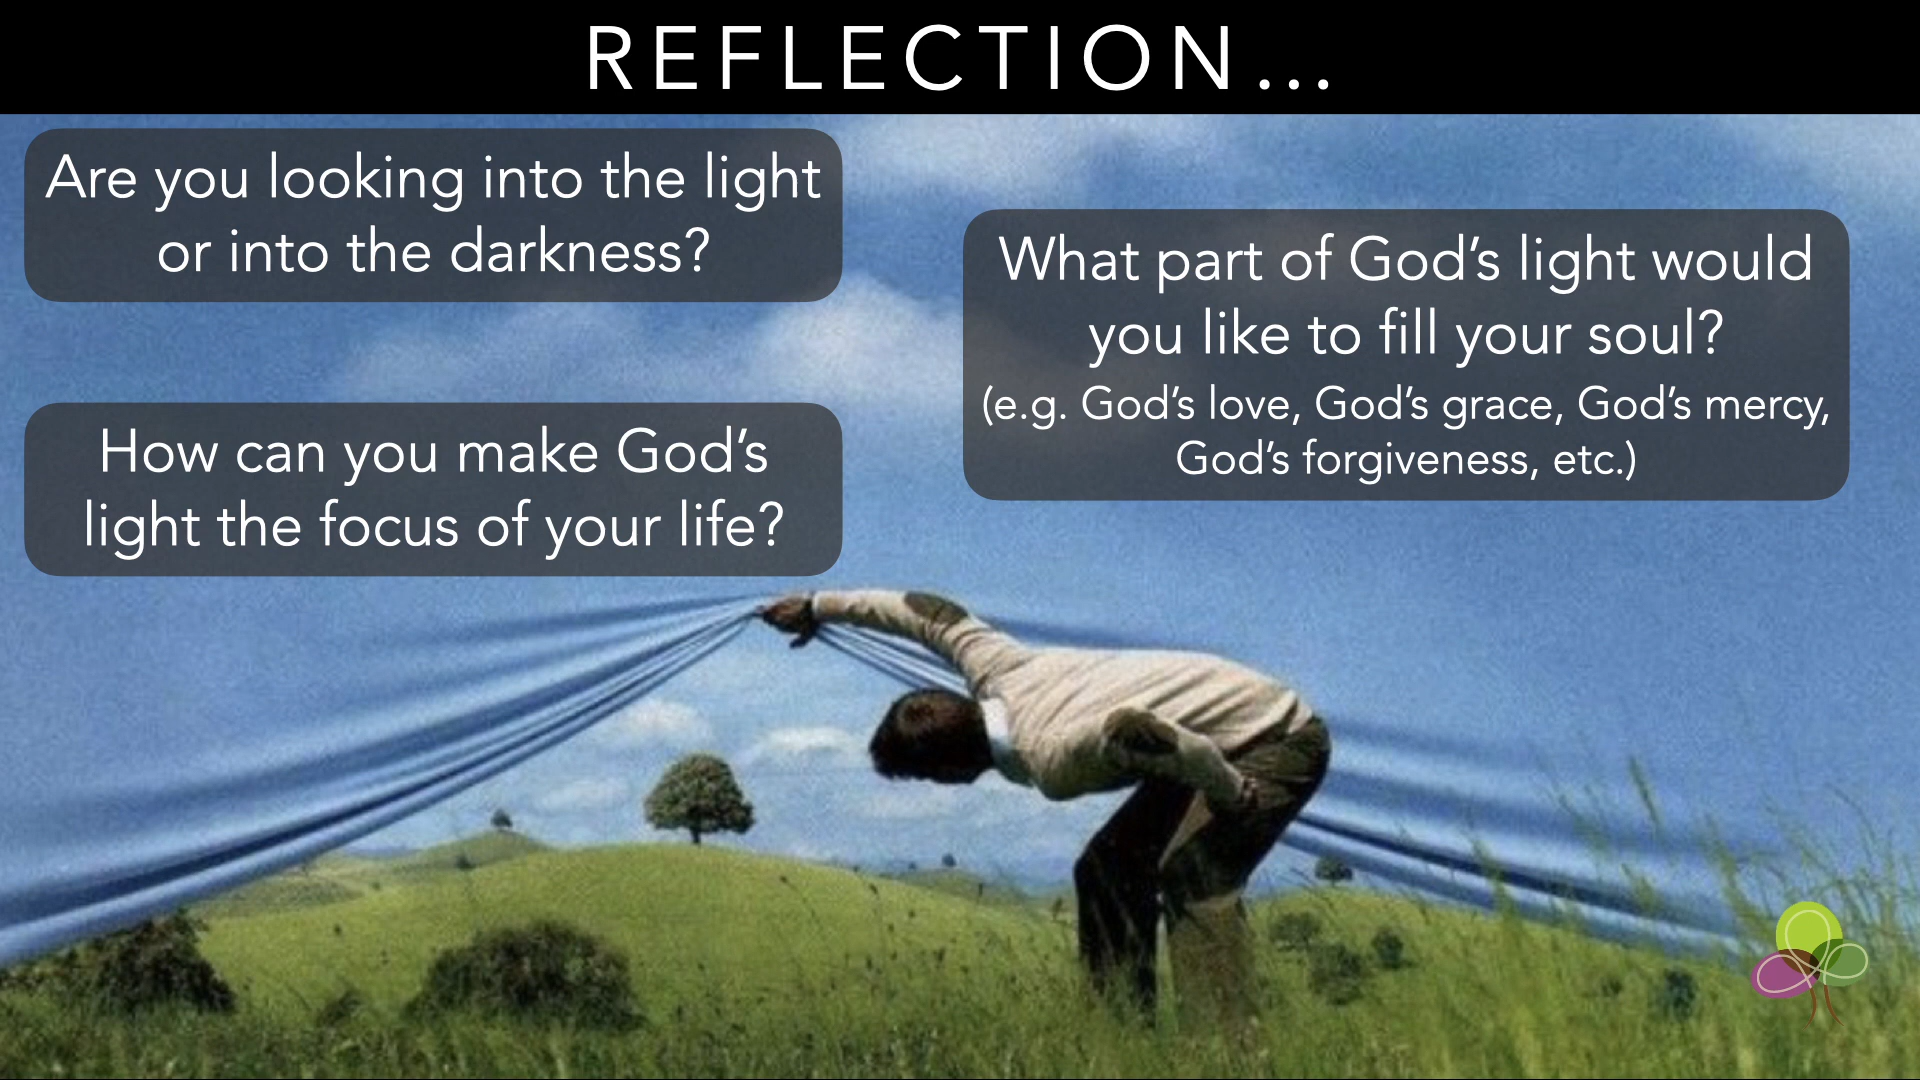 REFLECTION...
Are you looking into the light
or into the darkness?
How can you make God’s
light the focus of your life?
What part of God’s light would
you like to fill your soul?
(e.g. God’s love, God’s grace, God’s mercy,
God’s forgiveness, etc.)